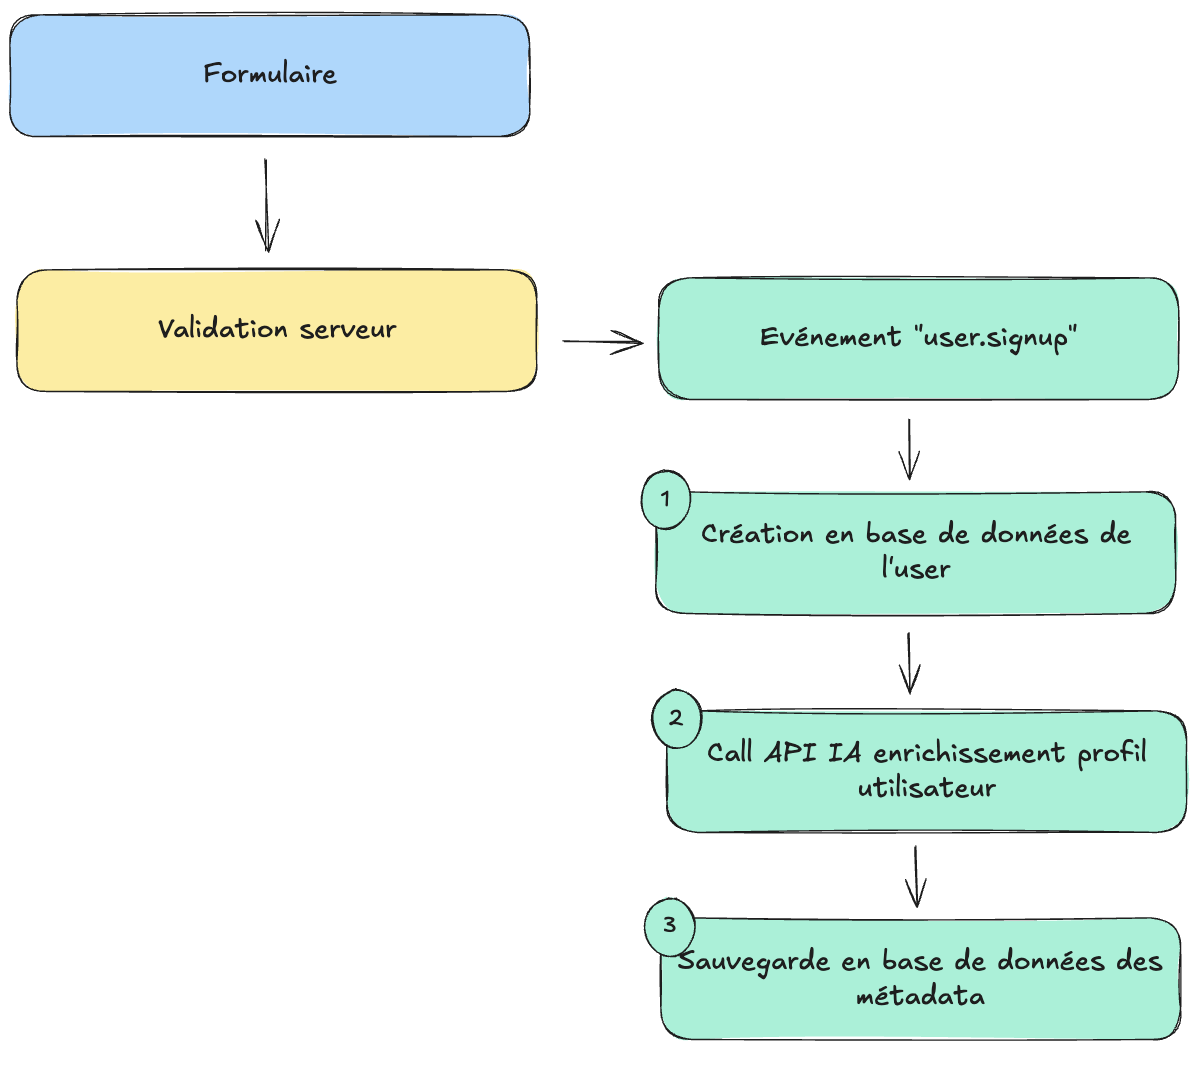 Formulaire
Validation serveur
Evénement "user.signup"
1
Création en base de données de
l'user
2
Call API IA enrichissement profil
utilisateur
3
Sauvegarde en base de données des
métadata